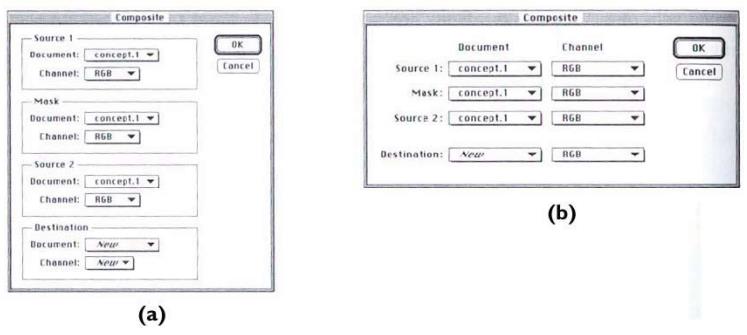 Composite
Source 1
Document: concept.1
Channel: RGB
OK
Cancel
Mask
Document: concept.1
Channel: RGB
Source 2
Document: concept.1
Channel: RGB
Destination
Document: New
Channel: New
(a)
Composite
Document Channel
Source 1: concept.1 RGB
Mask: concept.1 RGB
Source 2: concept.1 RGB
Destination: New RGB
OK
Cancel
(b)